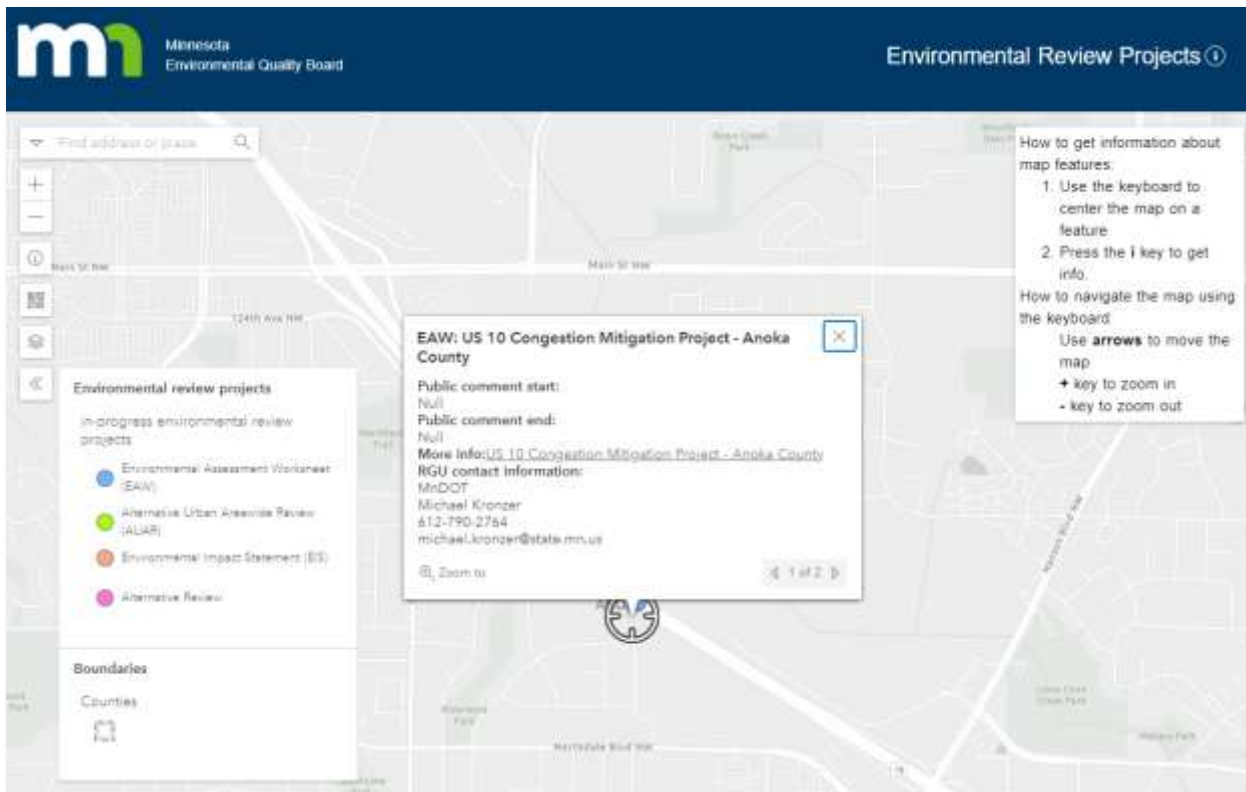 mn
Minnesota
Environmental Quality Board
Environmental Review Projects
Find address or place
Main St NW
Main St NW
124th Ave NW
How to get information about
map features:
1. Use the keyboard to
center the map on a
feature
2. Press the i key to get
info.
How to navigate the map using
the keyboard
Use arrows to move the
map
+ key to zoom in
- key to zoom out
EAW: US 10 Congestion Mitigation Project - Anoka
County
Public comment start:
Null
Public comment end:
Null
More Info:US 10 Congestion Mitigation Project - Anoka County
RGU contact information:
MnDOT
Michael Kronzer
612-790-2764
michael.kronzer@state.mn.us
Zoom to
1 of 2
Environmental review projects
in-progress environmental review
projects
Environmental Assessment Worksheet
(EAW)
Alternative Urban Areawide Review
(AUAR)
Environmental Impact Statement (EIS)
Alternative Review
Boundaries
Counties
Riverwind
Park
Northdale Blvd NW
Hanson Blvd NW
Park